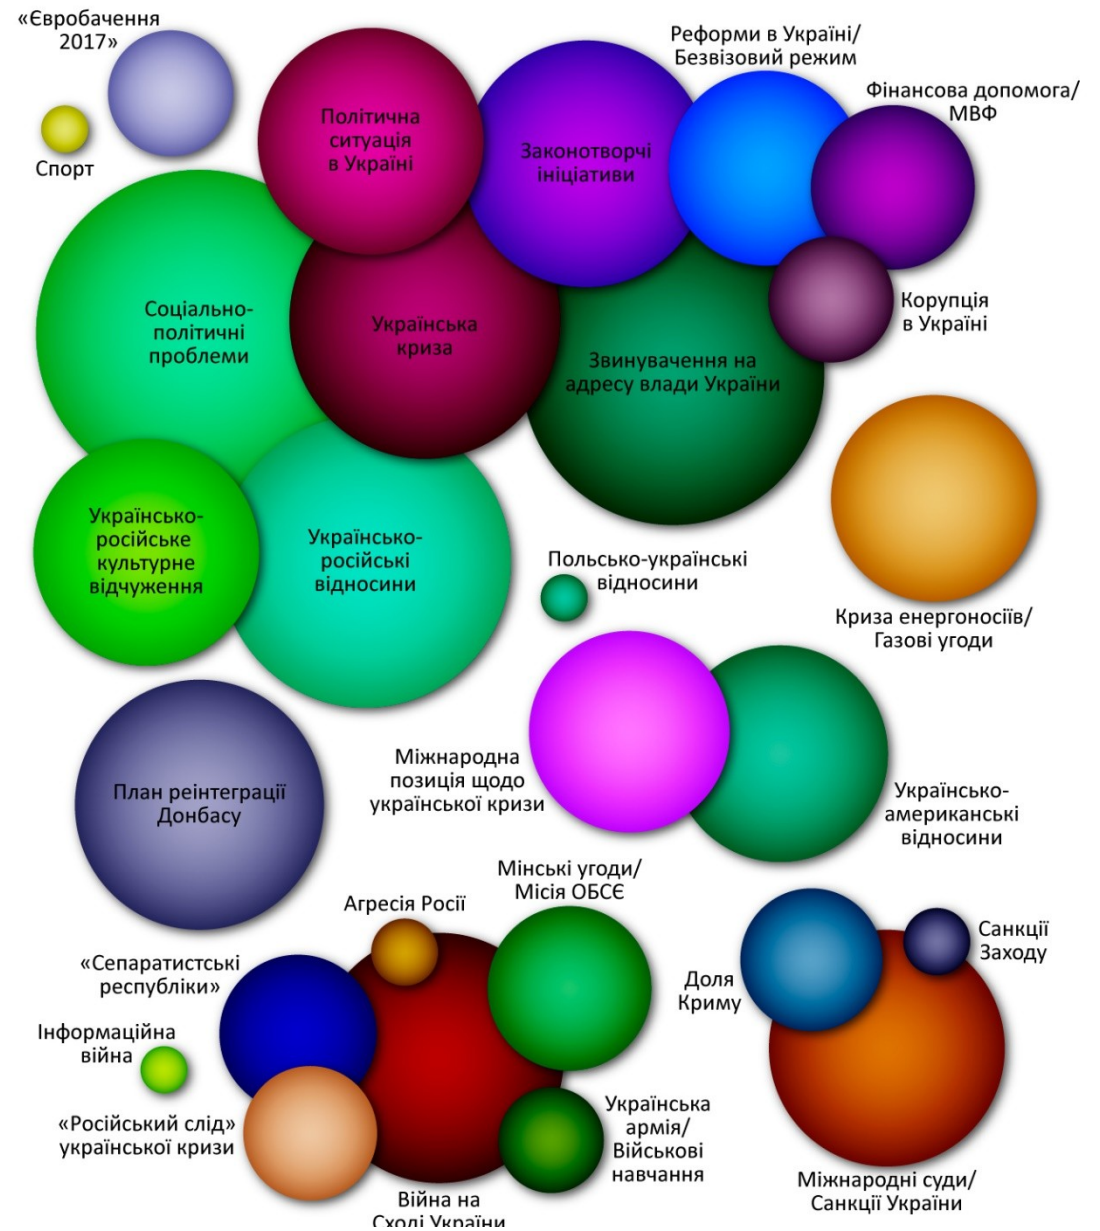 «Євробачення
2017»
Спорт
Політична
ситуація
в Україні
Законотворчі
ініціативи
Реформи в Україні/
Безвізовий режим
Фінансова допомога/
МВФ
Соціально-
політичні
проблеми
Українська
криза
Звинувачення на
адресу влади України
Корупція
в Україні
Українсько-
російське
культурне
відчуження
Українсько-
російські
відносини
Польсько-українські
відносини
Криза енергоносіїв/
Газові угоди
План реінтеграції
Донбасу
Міжнародна
позиція щодо
української кризи
Українсько-
американські
відносини
Мінські угоди/
Місія ОБСЄ
Агресія Росії
«Сепаратистські
республіки»
Інформаційна
війна
«Російський слід»
української кризи
Українська
армія/
Військові
навчання
Війна на
Сході України
Доля
Криму
Санкції
Заходу
Міжнародні суди/
Санкції України